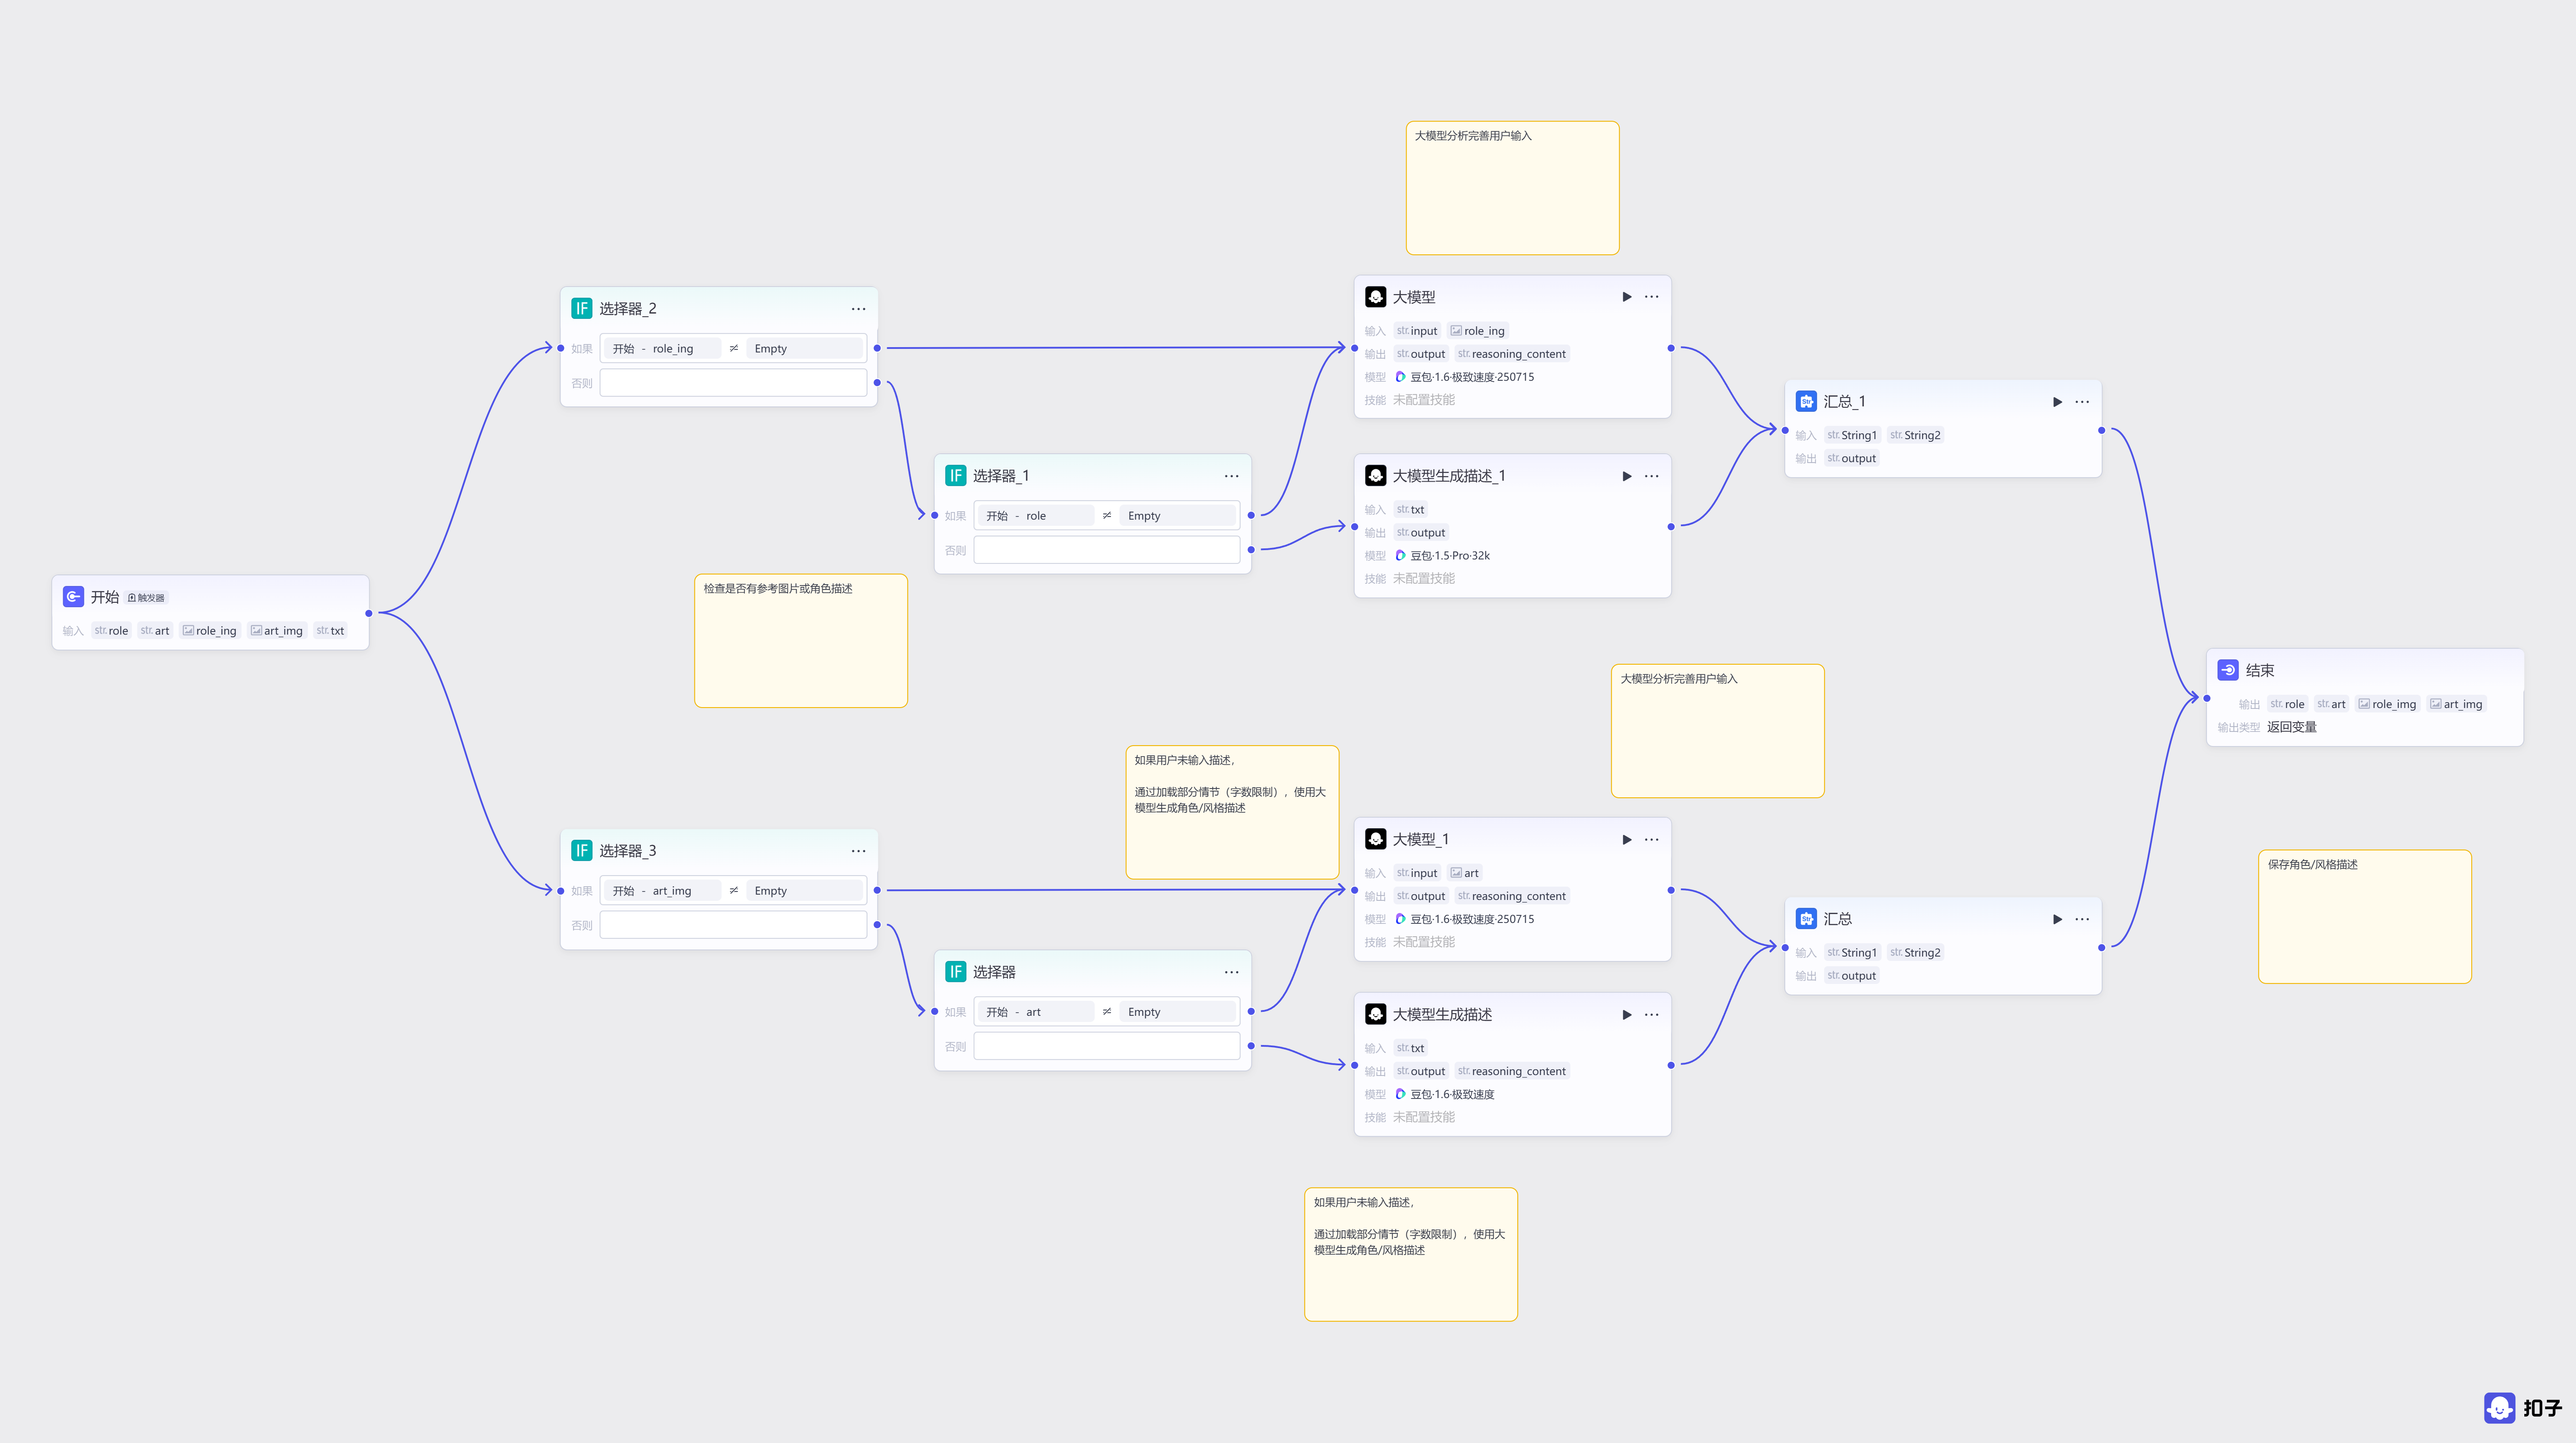 大模型分析完善用户输入
选择器_2
如果 开始 - role_ing ≠ Empty
否则
大模型
输入 str.input role_ing
输出 str.output str.reasoning_content
模型 豆包·1.6·极致速度·250715
技能 未配置技能
汇总_1
输入 str.String1 str.String2
输出 str.output
选择器_1
如果 开始 - role ≠ Empty
否则
大模型生成描述_1
输入 str.txt
输出 str.output
模型 豆包·1.5·Pro·32k
技能 未配置技能
开始 触发器
输入 str.role str.art role_ing art_img str.txt
检查是否有参考图片或角色描述
大模型分析完善用户输入
结束
输出 str.role str.art role_img art_img
输出类型 返回变量
如果用户未输入描述，
通过加载部分情节（字数限制），使用大
模型生成角色/风格描述
选择器_3
如果 开始 - art_img ≠ Empty
否则
大模型_1
输入 str.input art
输出 str.output str.reasoning_content
模型 豆包·1.6·极致速度·250715
技能 未配置技能
保存角色/风格描述
汇总
输入 str.String1 str.String2
输出 str.output
选择器
如果 开始 - art ≠ Empty
否则
大模型生成描述
输入 str.txt
输出 str.output str.reasoning_content
模型 豆包·1.6·极致速度
技能 未配置技能
如果用户未输入描述，
通过加载部分情节（字数限制），使用大
模型生成角色/风格描述
扣子